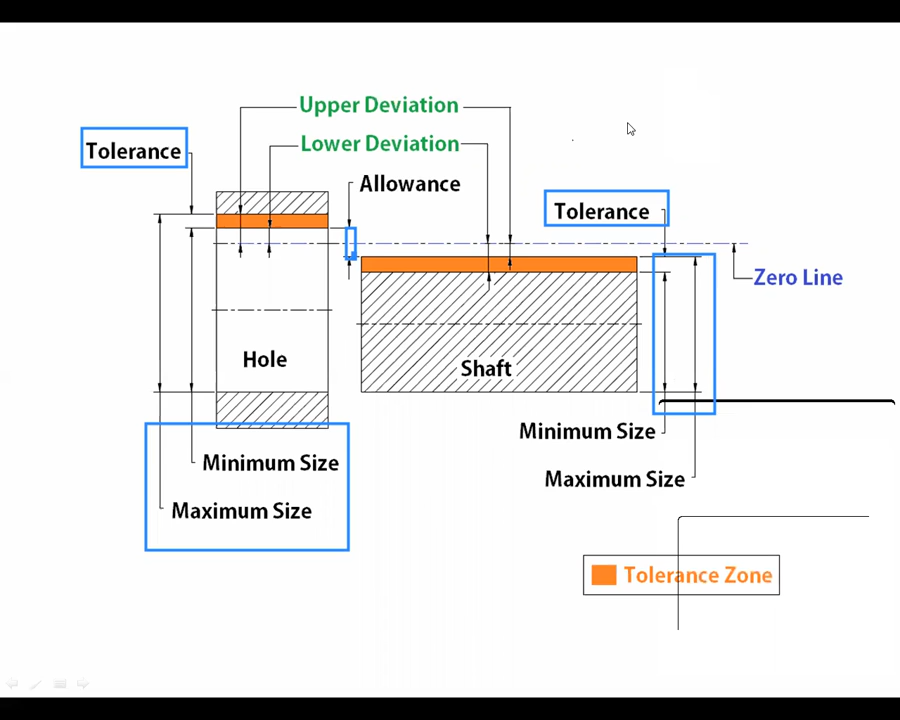 Upper Deviation
Lower Deviation
Tolerance
Allowance
Tolerance
Zero Line
Hole
Shaft
Minimum Size
Minimum Size
Maximum Size
Maximum Size
Tolerance Zone